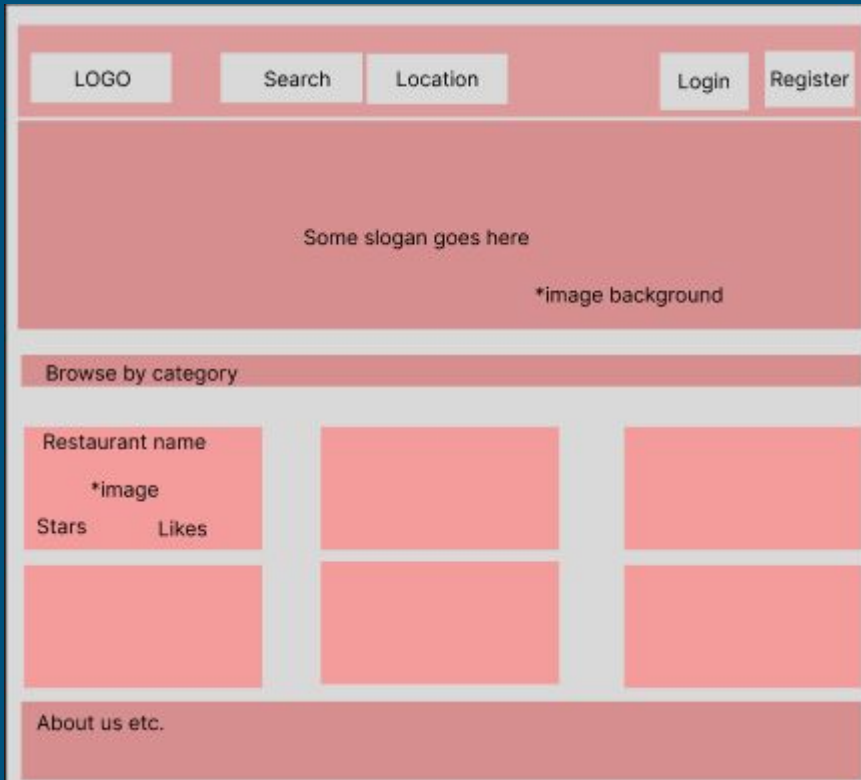 LOGO
Search
Location
Login
Register
Some slogan goes here
*image background
Browse by category
Restaurant name
*image
Stars
Likes
About us etc.